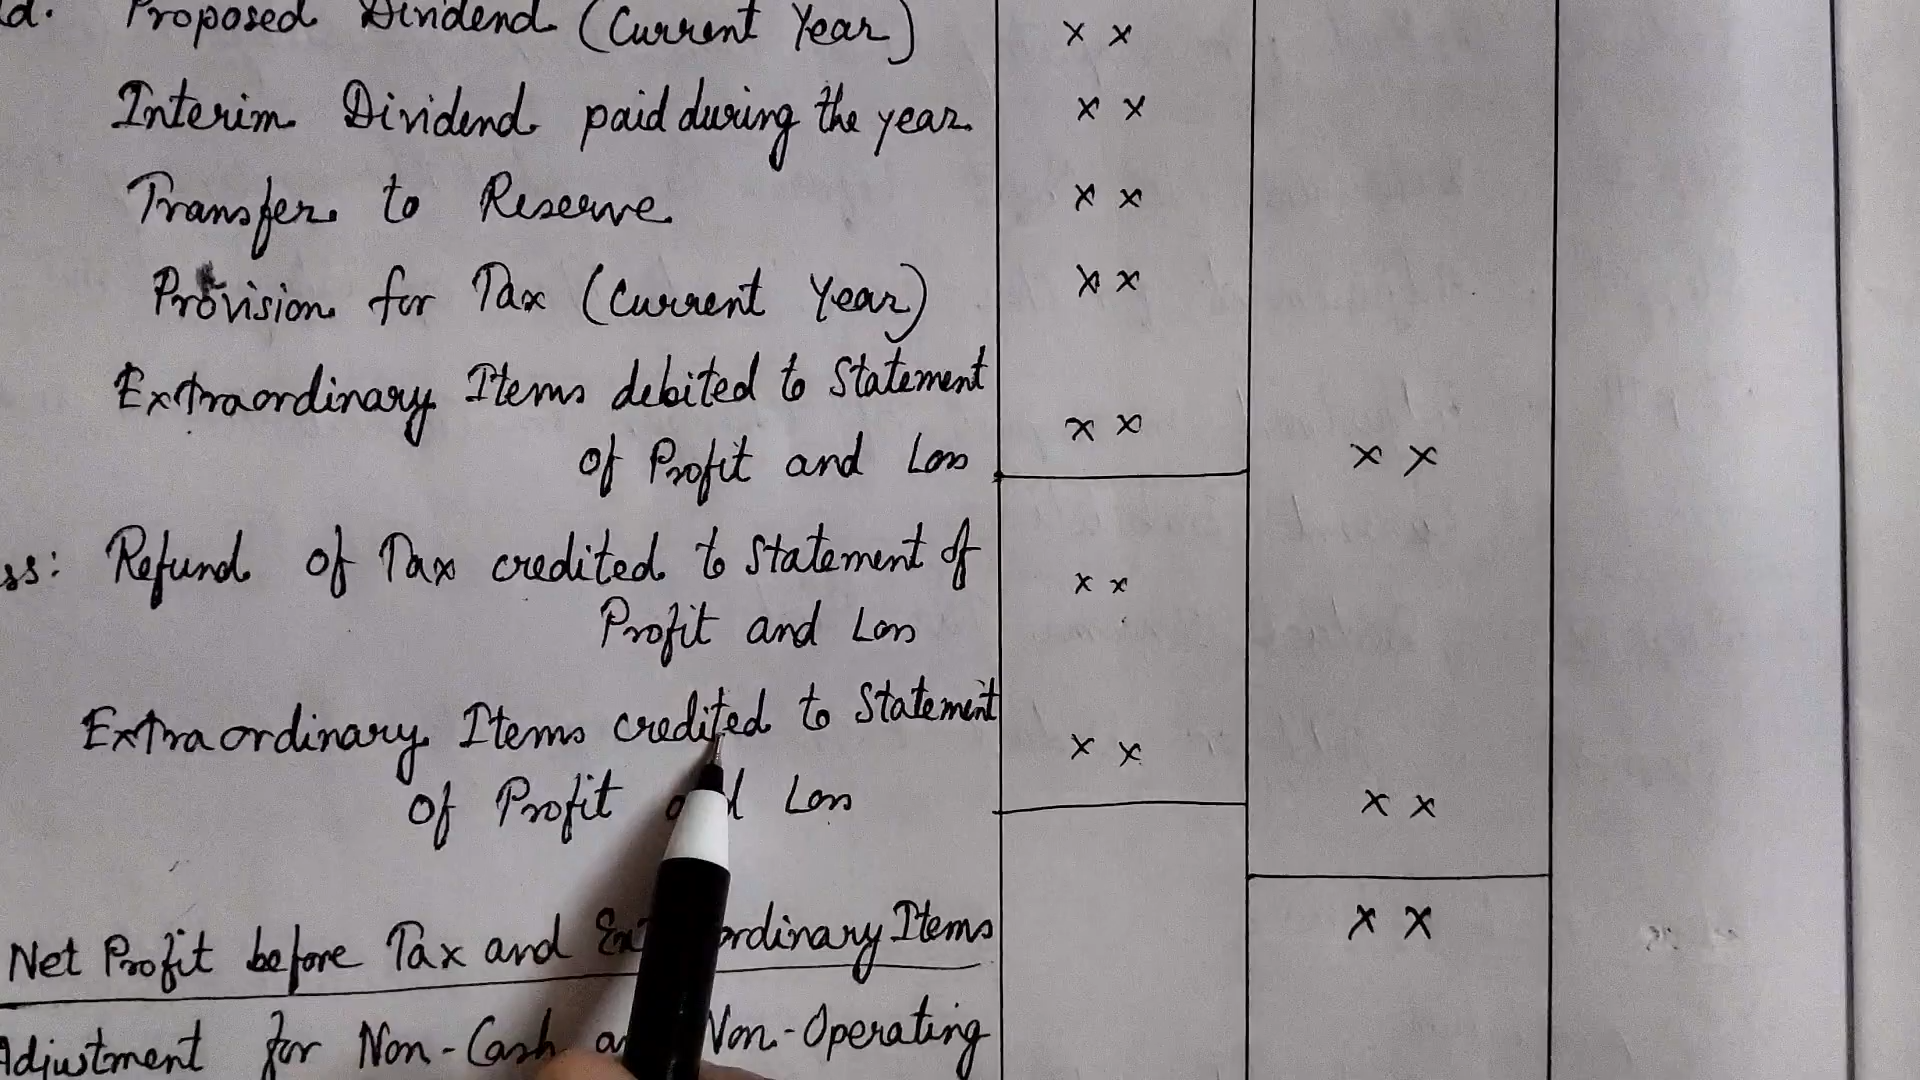 d. Proposed Dividend (Current Year) x x
Interim Dividend paid during the year x x
Transfer to Reserve x x
Provision for Tax (Current Year) x x
Extraordinary Items debited to Statement
of Profit and Loss x x x x
ss: Refund of Tax credited to Statement of
Profit and Loss x x
Extraordinary Items credited to Statement
of Profit Loss x x x x
Net Profit before Tax and Items x x
Adjustment for Non-Cash Non-Operating